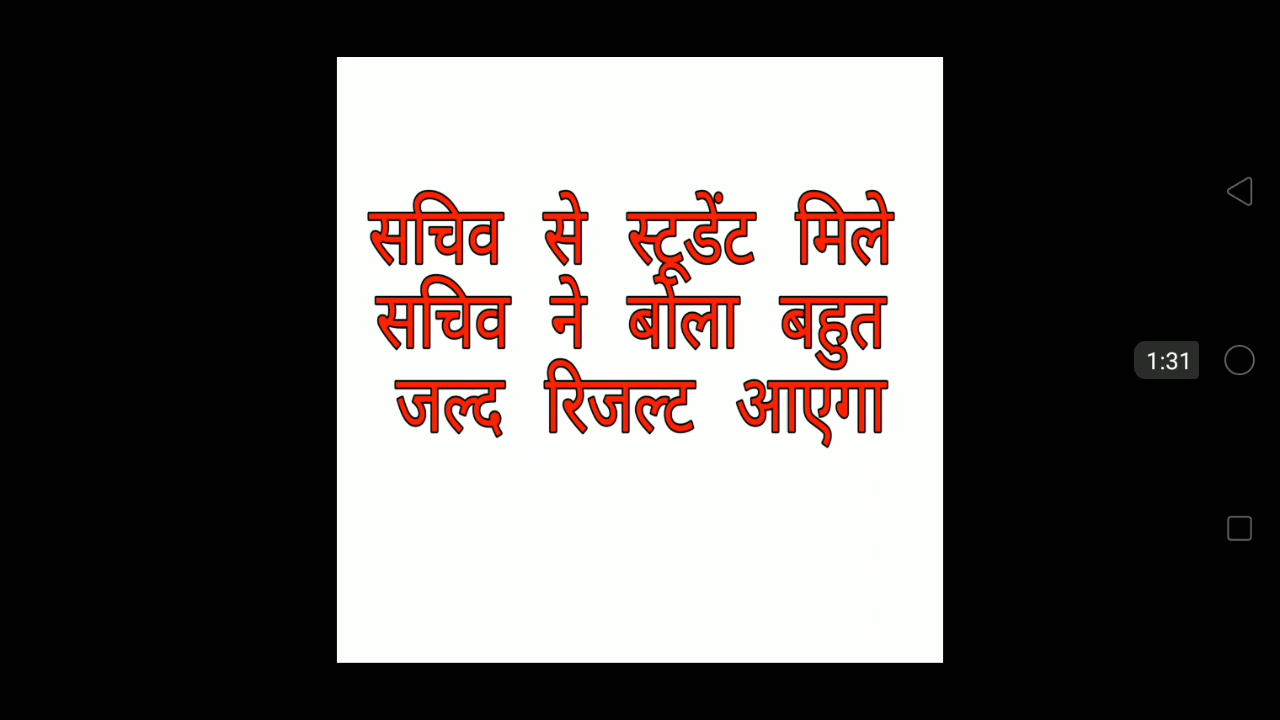 सचिव से स्टूडेंट मिले
सचिव ने बोला बहुत
जल्द रिजल्ट आएगा
1:31